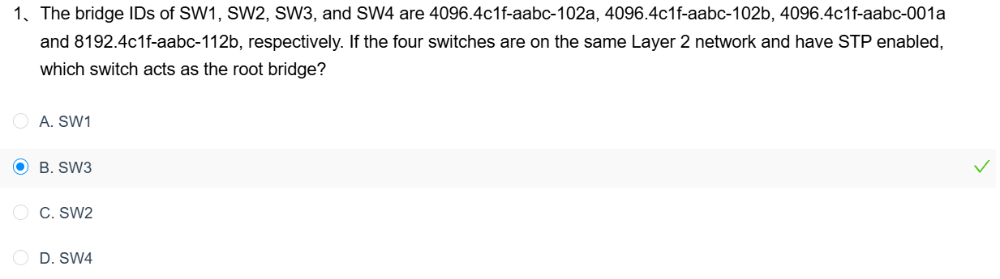 1、The bridge IDs of SW1, SW2, SW3, and SW4 are 4096.4c1f-aabc-102a, 4096.4c1f-aabc-102b, 4096.4c1f-aabc-001a
and 8192.4c1f-aabc-112b, respectively. If the four switches are on the same Layer 2 network and have STP enabled,
which switch acts as the root bridge?
A. SW1
B. SW3
C. SW2
D. SW4